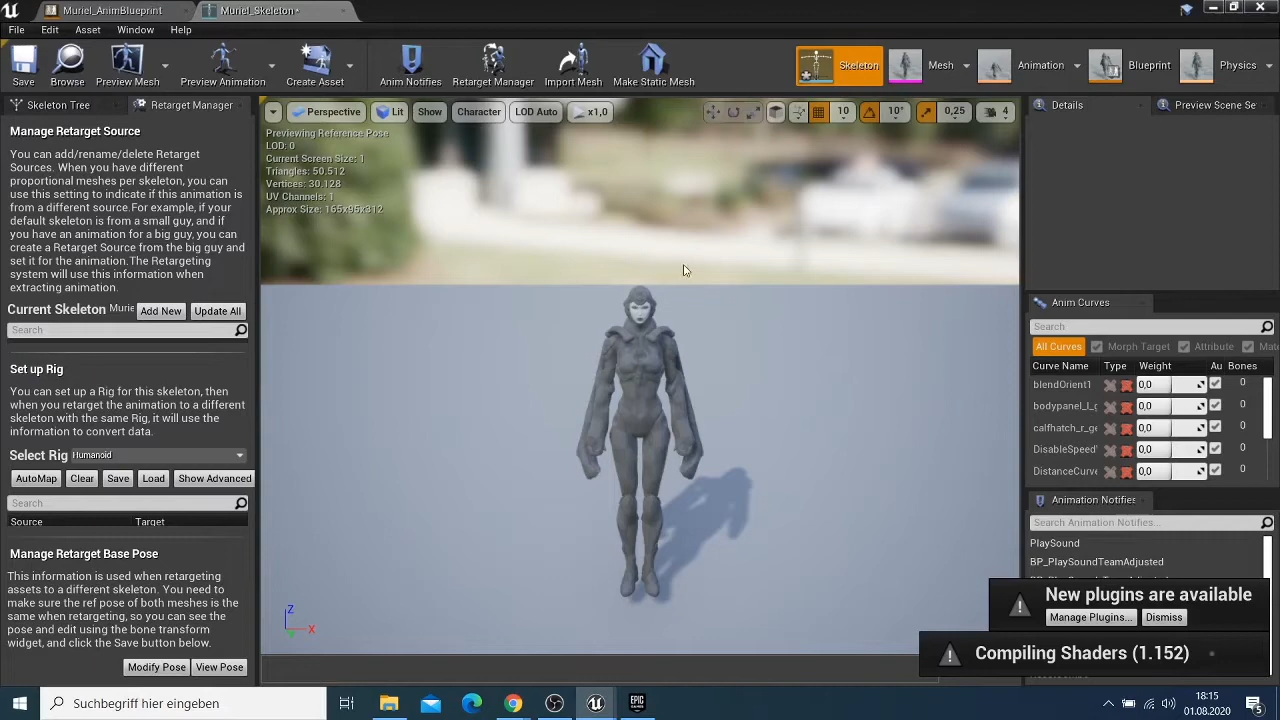 Muriel_AnimBlueprint
Muriel_Skeleton*
File Edit Asset Window Help
Save
Browse
Preview Mesh
Preview Animation
Create Asset
Anim Notifies
Retarget Manager
Import Mesh
Make Static Mesh
Skeleton
Mesh
Animation
Blueprint
Physics
Skeleton Tree
Retarget Manager
Manage Retarget Source
You can add/rename/delete Retarget
Sources. When you have different
proportional meshes per skeleton, you can
use this setting to indicate if this animation is
from a different source. For example, if your
default skeleton is from a small guy, and if
you have an animation for a big guy, you can
create a Retarget Source from the big guy and
set it for the animation.The Retargeting
system will use this information when
extracting animation.
Current Skeleton Murie Add New Update All
Search
Set up Rig
You can set up a Rig for this skeleton,
then when you retarget the animation to a different
skeleton with the same Rig, it will use the
information to convert data.
Select Rig Humanoid
AutoMap Clear Save Load Show Advanced
Source Target
Manage Retarget Base Pose
This information is used when retargeting
assets to a different skeleton. You need to
make sure the ref pose of both meshes is the
same when retargeting, so you can see the
pose and edit using the bone transform
widget, and click the Save button below.
Modify Pose View Pose
Perspective Lit Show Character LOD Auto x1,0
10 10° 0,25 4
Previewing Reference Pose
LOD: 0
Current Screen Size: 1
Triangles: 50.512
Vertices: 30.128
UV Channels: 1
Approx Size: 165x95x312
Z
X
Details
Preview Scene Se
Anim Curves
Search
All Curves Morph Target Attribute Mate
Curve Name Type Weight Au Bones
blendOrient1 0,0 0
bodypanel_l_g 0,0 0
calfhatch_r_ge 0,0 0
DisableSpeed 0,0 0
DistanceCurve 0,0 0
Animation Notifies
Search Animation Notifies...
PlaySound
BP_PlaySoundTeamAdjusted
New plugins are available
Manage Plugins... Dismiss
Compiling Shaders (1.152)
Suchbegriff hier eingeben
EPIC
GAMES
18:15
01.08.2020
5